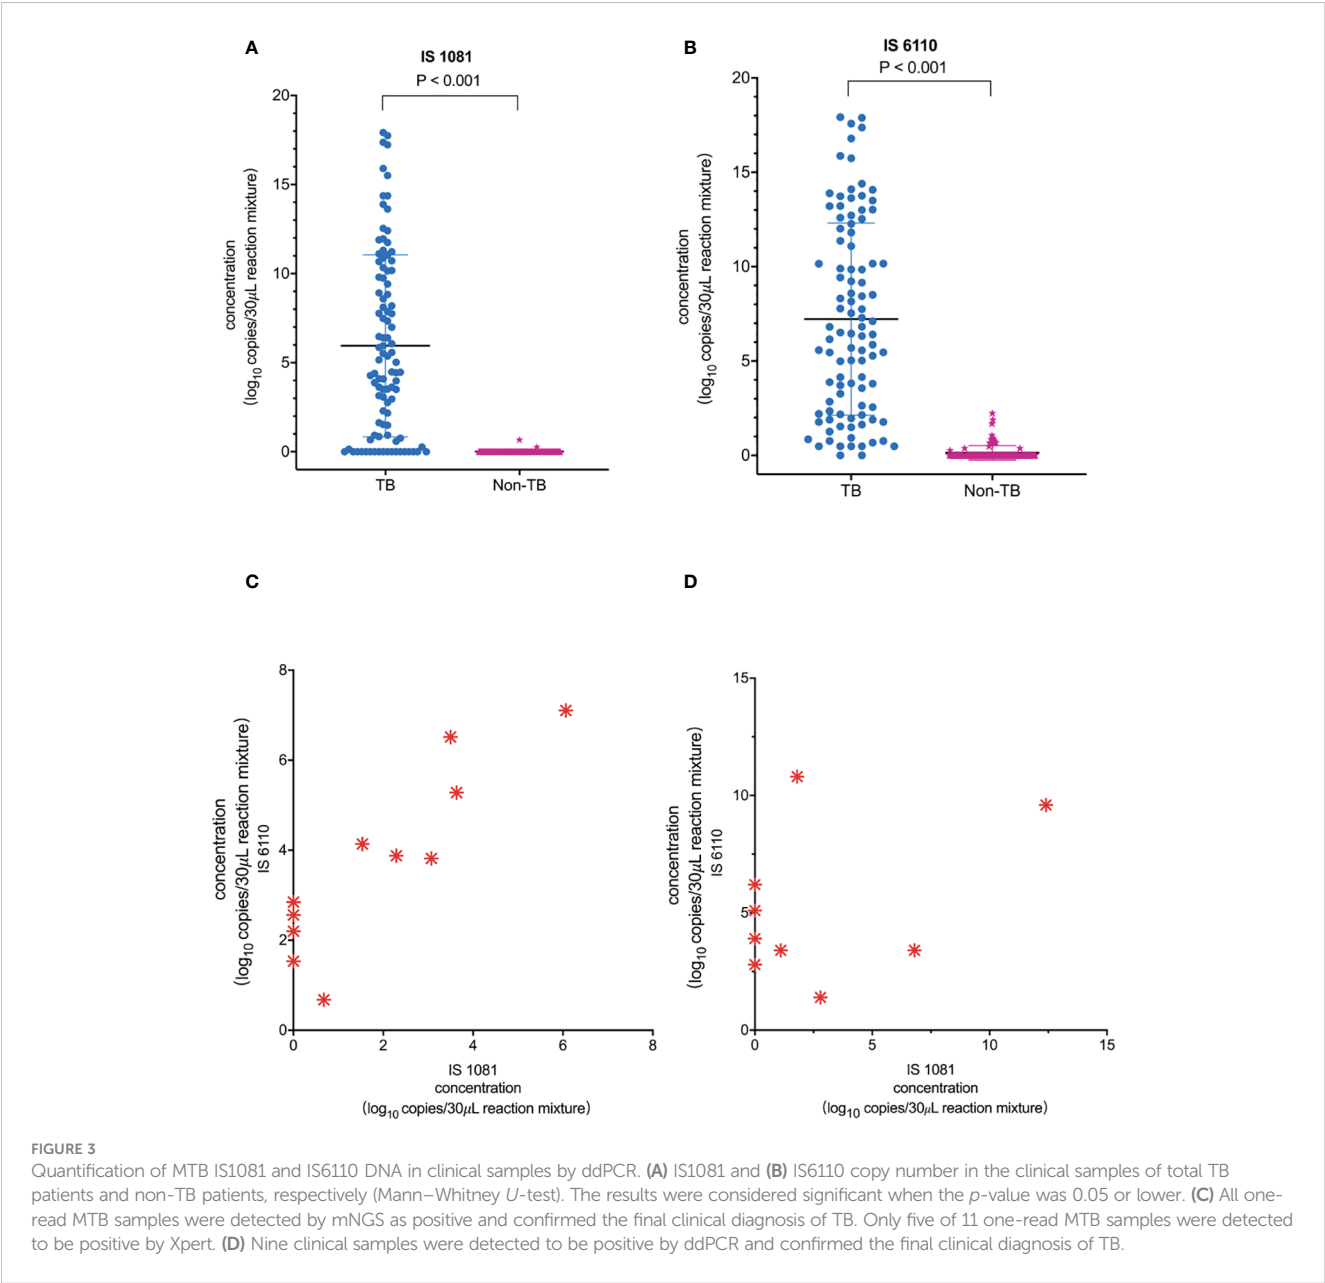 A
IS 1081
P < 0.001
20
15
10
5
0
concentration
(log10 copies/30µL reaction mixture)
TB
Non-TB
B
IS 6110
P < 0.001
20
15
10
5
0
concentration
(log10 copies/30µL reaction mixture)
TB
Non-TB
C
8
6
4
2
0
concentration
(log10 copies/30µL reaction mixture)
IS 6110
0 2 4 6 8
IS 1081
concentration
(log10 copies/30µL reaction mixture)
D
15
10
5
0
concentration
(log10 copies/30µL reaction mixture)
IS 6110
0 5 10 15
IS 1081
concentration
(log10 copies/30µL reaction mixture)
FIGURE 3
Quantification of MTB IS1081 and IS6110 DNA in clinical samples by ddPCR. (A) IS1081 and (B) IS6110 copy number in the clinical samples of total TB
patients and non-TB patients, respectively (Mann–Whitney U-test). The results were considered significant when the p-value was 0.05 or lower. (C) All one-
read MTB samples were detected by mNGS as positive and confirmed the final clinical diagnosis of TB. Only five of 11 one-read MTB samples were detected
to be positive by Xpert. (D) Nine clinical samples were detected to be positive by ddPCR and confirmed the final clinical diagnosis of TB.